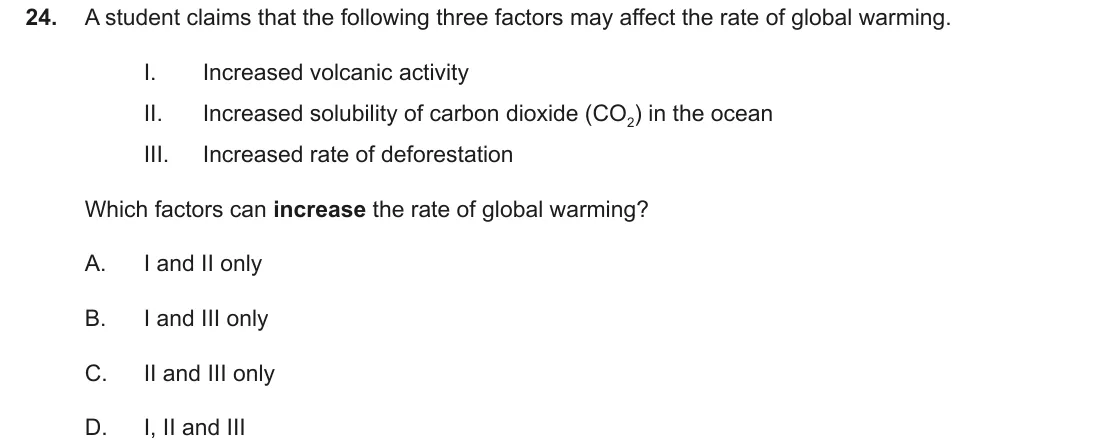 24. A student claims that the following three factors may affect the rate of global warming.
I. Increased volcanic activity
II. Increased solubility of carbon dioxide (CO₂) in the ocean
III. Increased rate of deforestation
Which factors can increase the rate of global warming?
A. I and II only
B. I and III only
C. II and III only
D. I, II and III